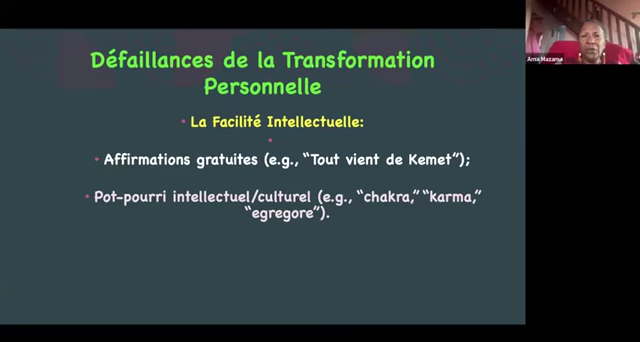 Défaillances de la Transformation
Personnelle
• La Facilité Intellectuelle:
•
• Affirmations gratuites (e.g., “Tout vient de Kemet”);
• Pot-pourri intellectuel/culturel (e.g., “chakra,” “karma,”
“egregore”).
Ama Mazama